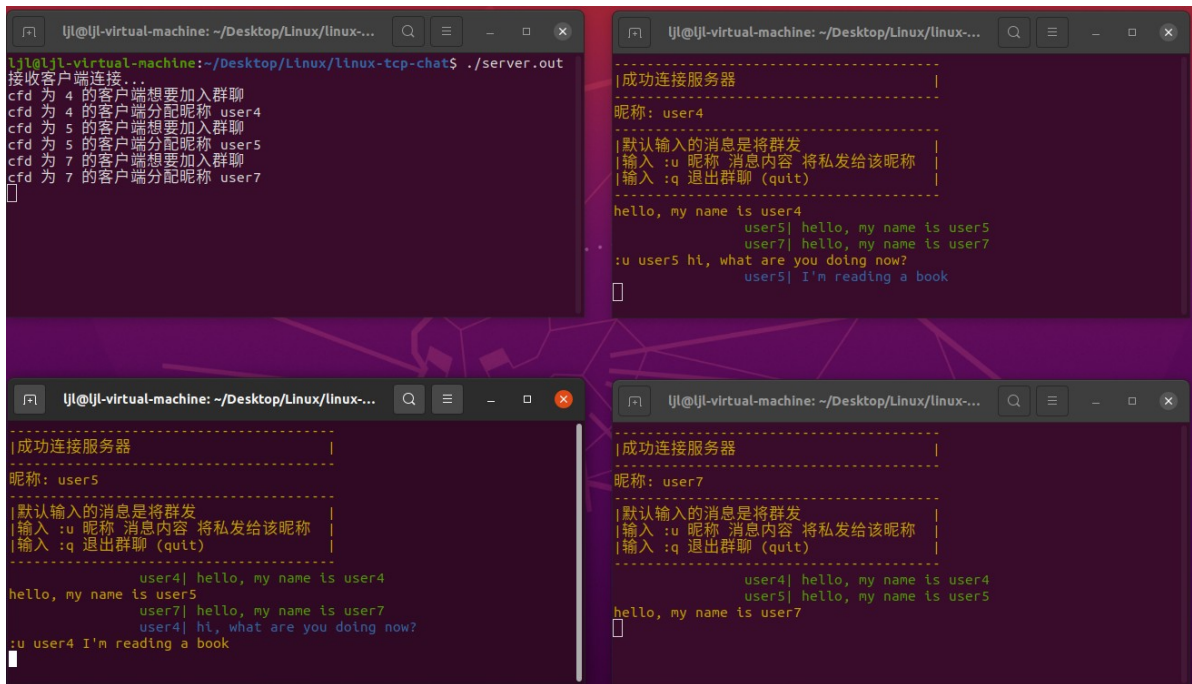 ljl@ljl-virtual-machine: ~/Desktop/Linux/linux-...
ljl@ljl-virtual-machine:~/Desktop/Linux/linux-tcp-chat$ ./server.out
接收客户端连接...
cfd 为 4 的客户端想要加入群聊
cfd 为 4 的客户端分配昵称 user4
cfd 为 5 的客户端想要加入群聊
cfd 为 5 的客户端分配昵称 user5
cfd 为 7 的客户端想要加入群聊
cfd 为 7 的客户端分配昵称 user7
ljl@ljl-virtual-machine: ~/Desktop/Linux/linux-...
----------------------------------------
|成功连接服务器 |
----------------------------------------
昵称: user4
----------------------------------------
|默认输入的消息是将群发 |
|输入 :u 昵称 消息内容 将私发给该昵称 |
|输入 :q 退出群聊 (quit) |
----------------------------------------
hello, my name is user4
user5| hello, my name is user5
user7| hello, my name is user7
:u user5 hi, what are you doing now?
user5| I'm reading a book
ljl@ljl-virtual-machine: ~/Desktop/Linux/linux-...
----------------------------------------
|成功连接服务器 |
----------------------------------------
昵称: user5
----------------------------------------
|默认输入的消息是将群发 |
|输入 :u 昵称 消息内容 将私发给该昵称 |
|输入 :q 退出群聊 (quit) |
----------------------------------------
user4| hello, my name is user4
hello, my name is user5
user7| hello, my name is user7
user4| hi, what are you doing now?
:u user4 I'm reading a book
ljl@ljl-virtual-machine: ~/Desktop/Linux/linux-...
----------------------------------------
|成功连接服务器 |
----------------------------------------
昵称: user7
----------------------------------------
|默认输入的消息是将群发 |
|输入 :u 昵称 消息内容 将私发给该昵称 |
|输入 :q 退出群聊 (quit) |
----------------------------------------
user4| hello, my name is user4
user5| hello, my name is user5
hello, my name is user7